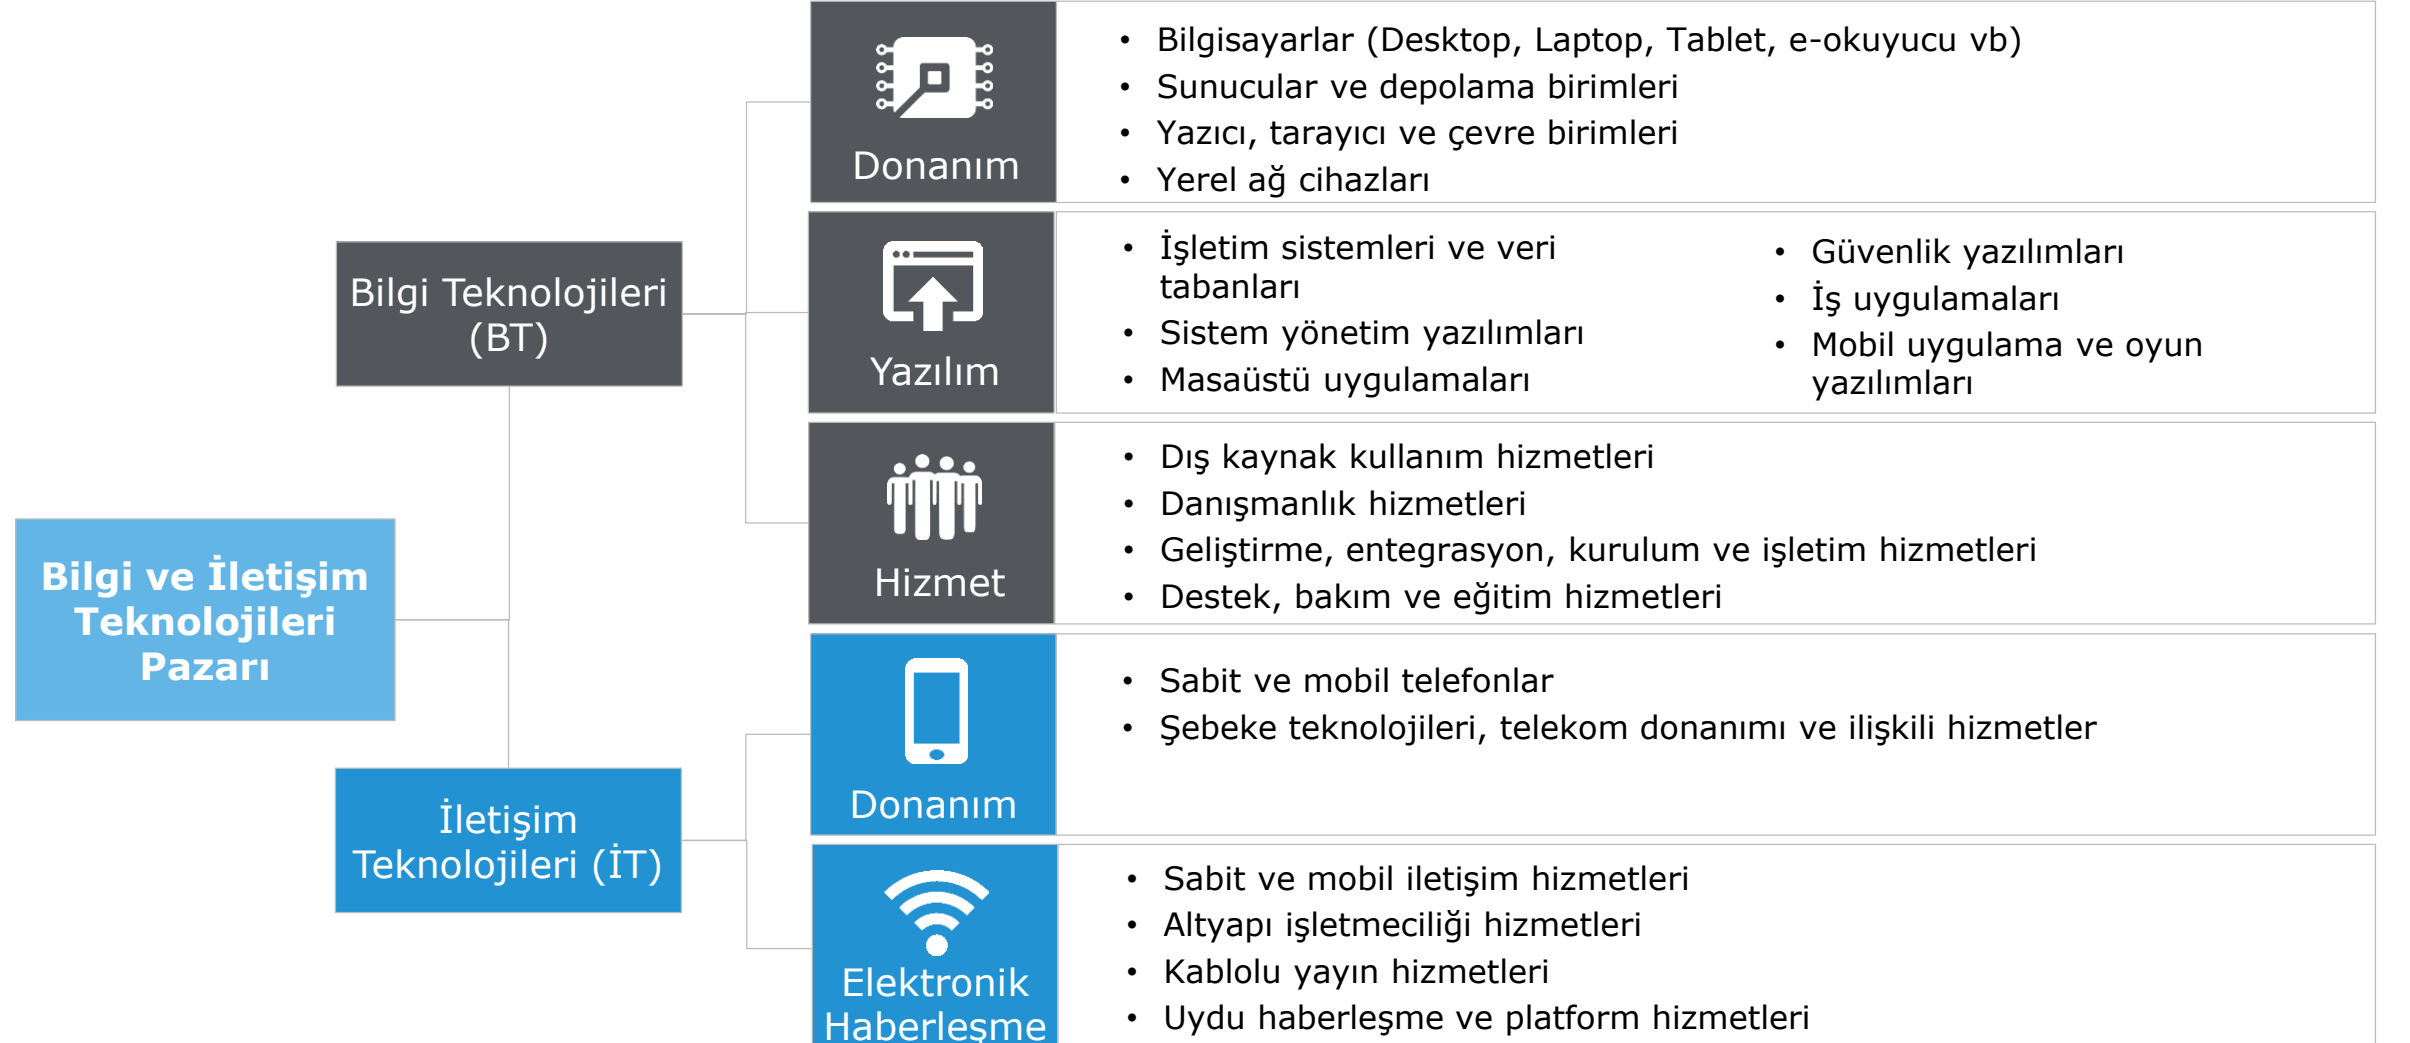 Bilgi ve İletişim
Teknolojileri
Pazarı
Bilgi Teknolojileri
(BT)
Donanım
• Bilgisayarlar (Desktop, Laptop, Tablet, e-okuyucu vb)
• Sunucular ve depolama birimleri
• Yazıcı, tarayıcı ve çevre birimleri
• Yerel ağ cihazları
Yazılım
• İşletim sistemleri ve veri
tabanları
• Sistem yönetim yazılımları
• Masaüstü uygulamaları
• Güvenlik yazılımları
• İş uygulamaları
• Mobil uygulama ve oyun
yazılımları
Hizmet
• Dış kaynak kullanım hizmetleri
• Danışmanlık hizmetleri
• Geliştirme, entegrasyon, kurulum ve işletim hizmetleri
• Destek, bakım ve eğitim hizmetleri
İletişim
Teknolojileri (İT)
Donanım
• Sabit ve mobil telefonlar
• Şebeke teknolojileri, telekom donanımı ve ilişkili hizmetler
Elektronik
Haberleşme
• Sabit ve mobil iletişim hizmetleri
• Altyapı işletmeciliği hizmetleri
• Kablolu yayın hizmetleri
• Uydu haberleşme ve platform hizmetleri